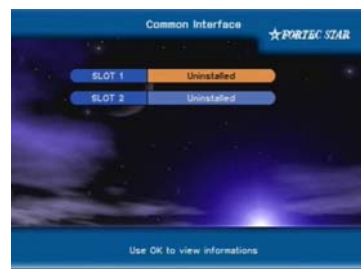 Common Interface
FORTEC STAR
SLOT 1 Uninstalled
SLOT 2 Uninstalled
Use OK to view informations